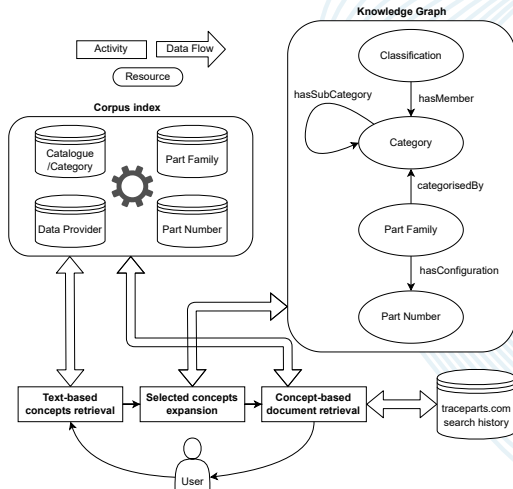 Knowledge Graph
Activity
Data Flow
Resource
Classification
hasSubCategory
hasMember
Corpus index
Category
Catalogue
/Category
Part Family
categorisedBy
Data Provider
Part Number
Part Family
hasConfiguration
Part Number
Text-based
concepts retrieval
Selected concepts
expansion
Concept-based
document retrieval
traceparts.com
search history
User